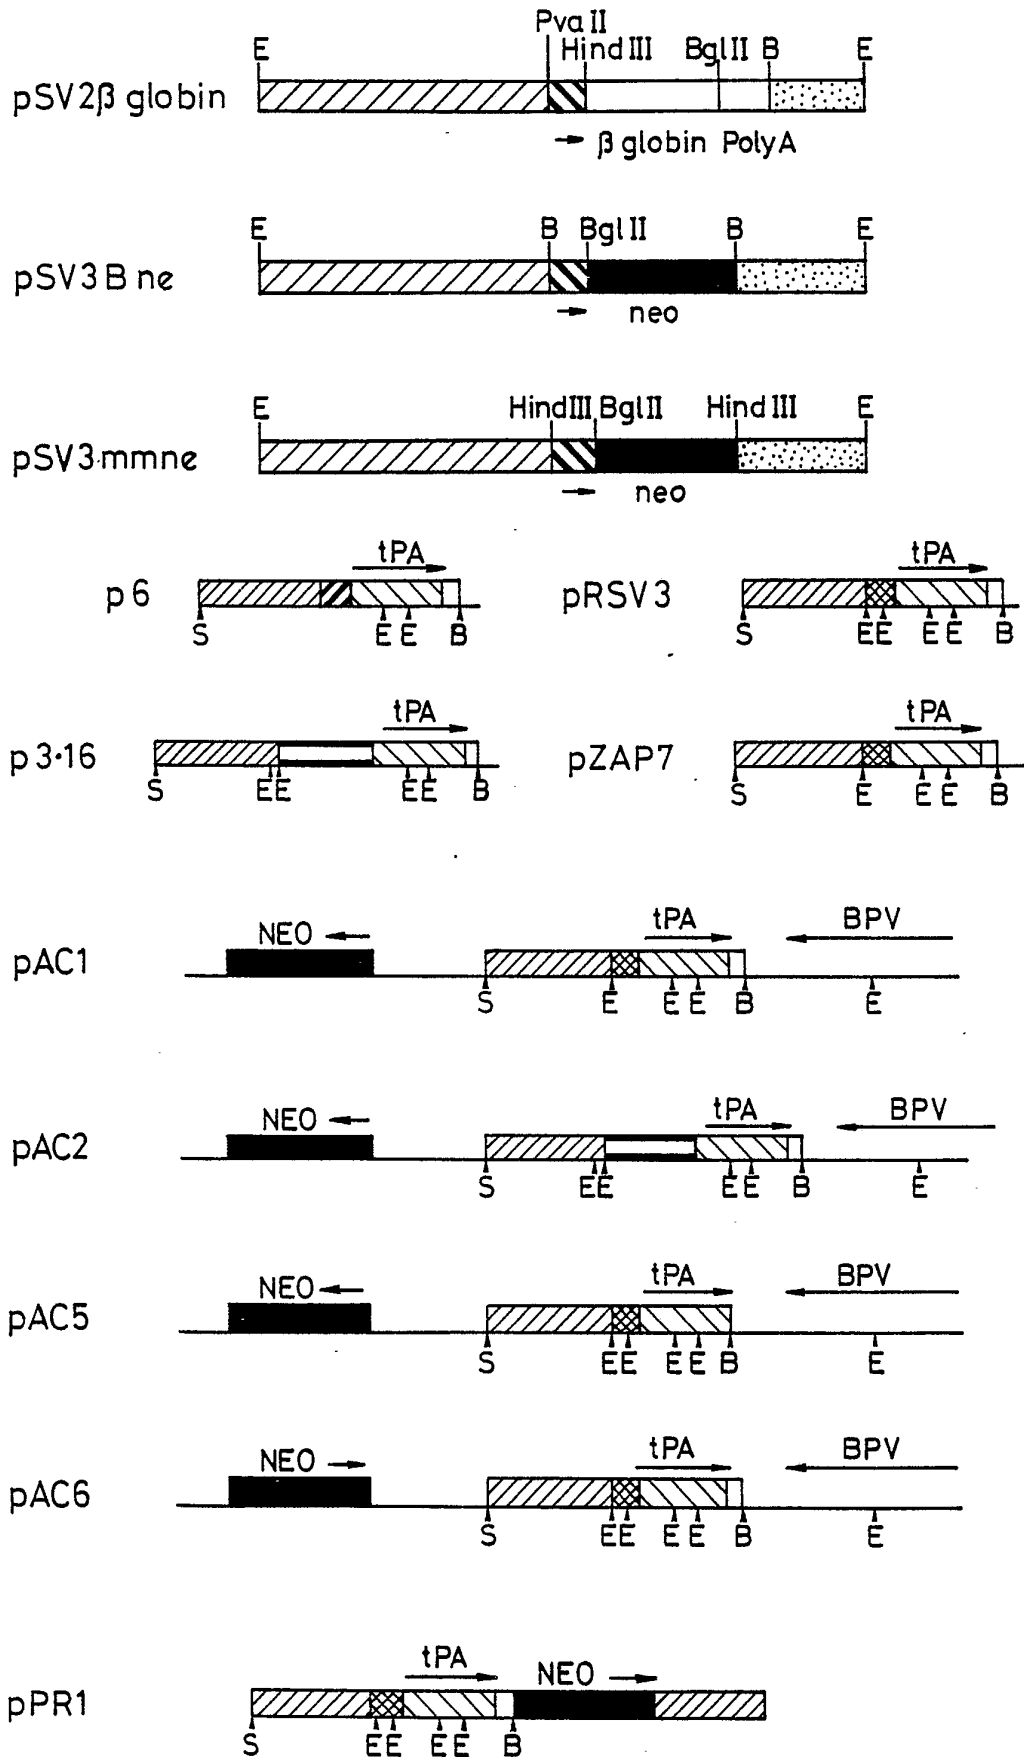 Pva II
E Hind III Bgl II B E
pSV2β globin
→ β globin PolyA
E B Bgl II B E
pSV3 B ne
→ neo
E Hind III Bgl II Hind III E
pSV3·mmne
→ neo
tPA tPA
p6 pRSV3
S E E B S E E E E B
tPA tPA
p3·16 pZAP7
S E E E E B S E E E B
NEO tPA BPV
pAC1
S E E E B E
NEO tPA BPV
pAC2
S E E E E B E
NEO tPA BPV
pAC5
S E E E E B E
NEO tPA BPV
pAC6
S E E E E B E
tPA NEO
pPR1
S E E E E B